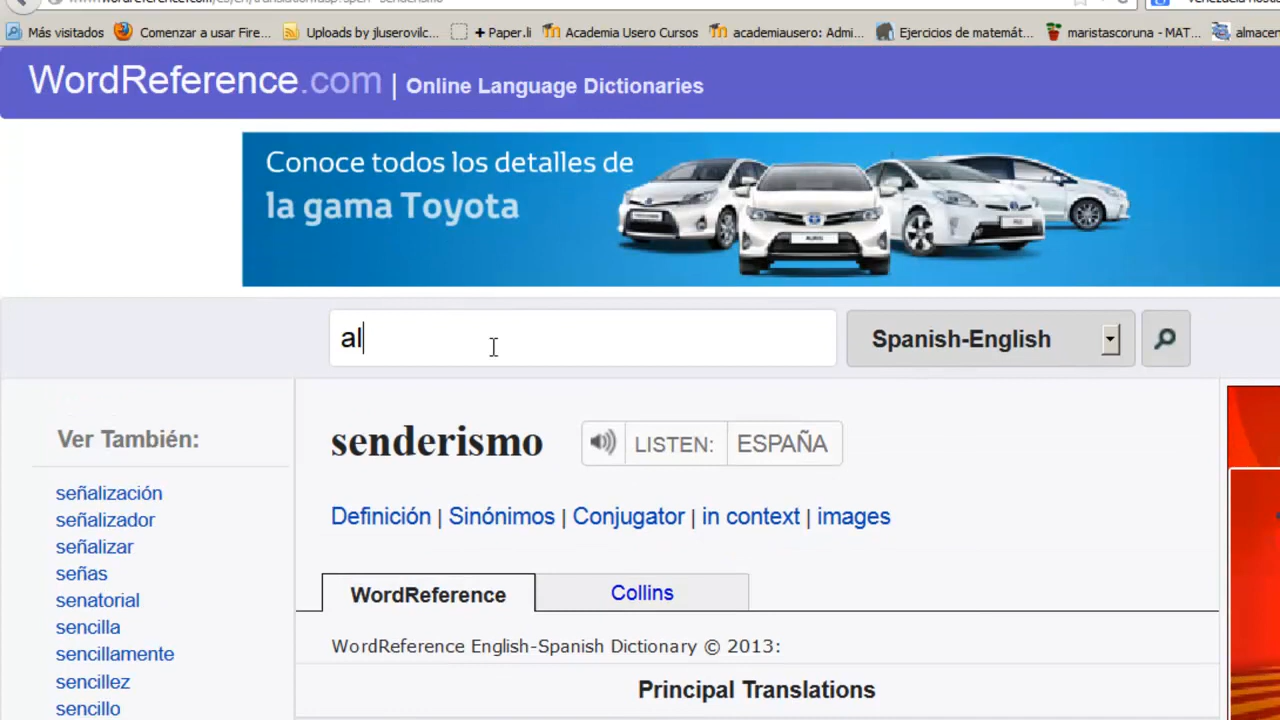 Más visitados Comenzar a usar Fire... Uploads by jluserovilc... + Paper.li Academia Usero Cursos academiausero: Admi... Ejercicios de matemát... maristascoruna - MAT... almacen
WordReference.com | Online Language Dictionaries
Conoce todos los detalles de
la gama Toyota
al
Spanish-English
Ver También:
señalización
señalizador
señalizar
señas
senatorial
sencilla
sencillamente
sencillez
sencillo
senderismo LISTEN: ESPAÑA
Definición | Sinónimos | Conjugator | in context | images
WordReference Collins
WordReference English-Spanish Dictionary © 2013:
Principal Translations